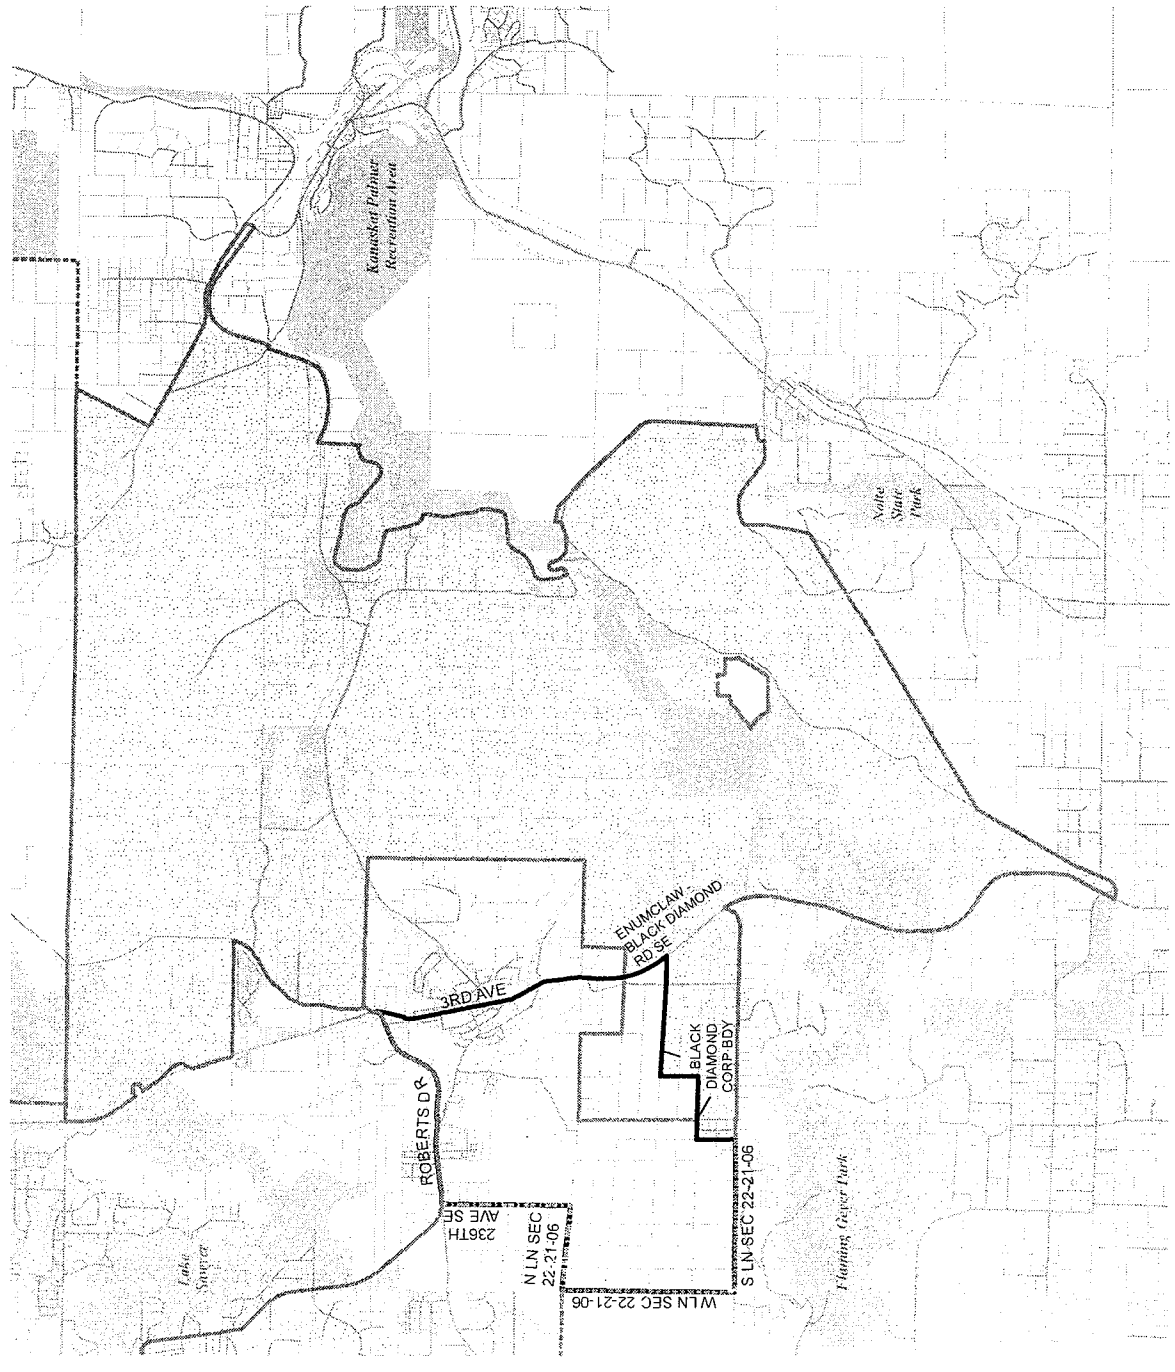 Kanaskat Palmer
Recreation Area
Nolte
State
Park
ENUMCLAW -
BLACK DIAMOND
RD SE
3RD AVE
BLACK
DIAMOND
CORP BDY
ROBERTS DR
236TH
AVE SE
N LN SEC
22-21-06
W LN SEC 22-21-06
S LN SEC 22-21-06
Lake
Sawyer
Flaming Geyer Park